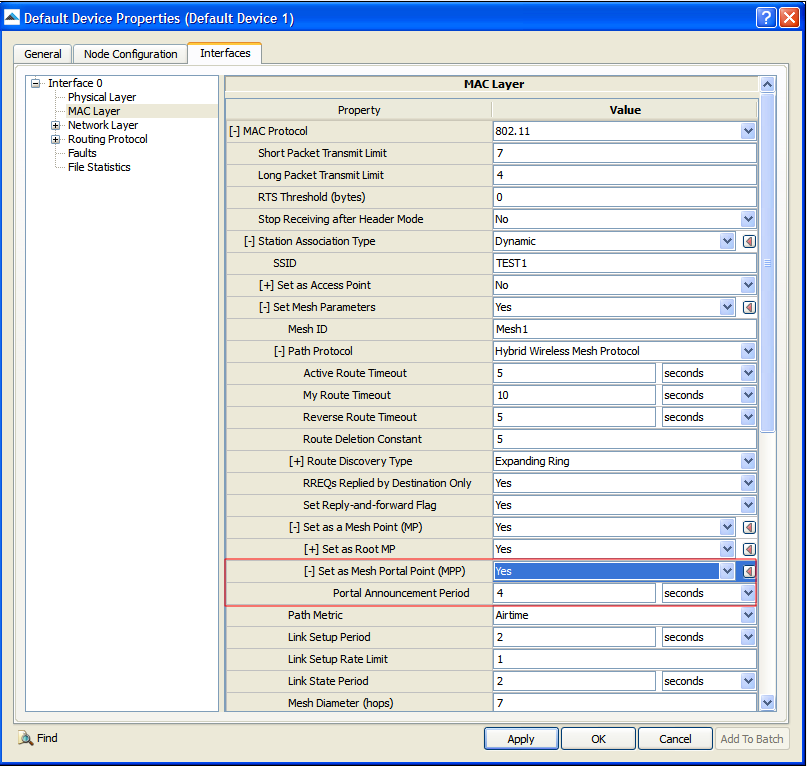 Default Device Properties (Default Device 1)
General Node Configuration Interfaces
Interface 0
Physical Layer
MAC Layer
Network Layer
Routing Protocol
Faults
File Statistics
MAC Layer
Property Value
[-] MAC Protocol 802.11
Short Packet Transmit Limit 7
Long Packet Transmit Limit 4
RTS Threshold (bytes) 0
Stop Receiving after Header Mode No
[-] Station Association Type Dynamic
SSID TEST1
[+] Set as Access Point No
[-] Set Mesh Parameters Yes
Mesh ID Mesh1
[-] Path Protocol Hybrid Wireless Mesh Protocol
Active Route Timeout 5 seconds
My Route Timeout 10 seconds
Reverse Route Timeout 5 seconds
Route Deletion Constant 5
[+] Route Discovery Type Expanding Ring
RREQs Replied by Destination Only Yes
Set Reply-and-forward Flag Yes
[-] Set as a Mesh Point (MP) Yes
[+] Set as Root MP Yes
[-] Set as Mesh Portal Point (MPP) Yes
Portal Announcement Period 4 seconds
Path Metric Airtime
Link Setup Period 2 seconds
Link Setup Rate Limit 1
Link State Period 2 seconds
Mesh Diameter (hops) 7
Find Apply OK Cancel Add To Batch